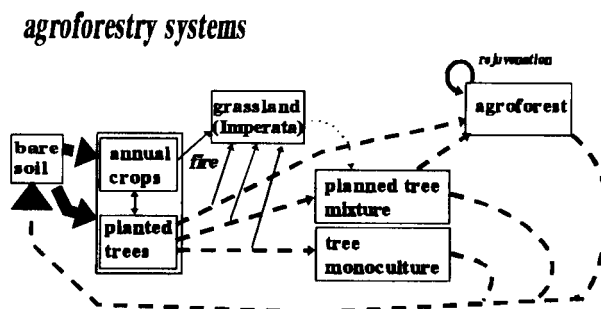 agroforestry systems
rejuvenation
grassland
(Imperata)
agroforest
bare
soil
annual
crops
fire
planned tree
mixture
planted
trees
tree
monoculture